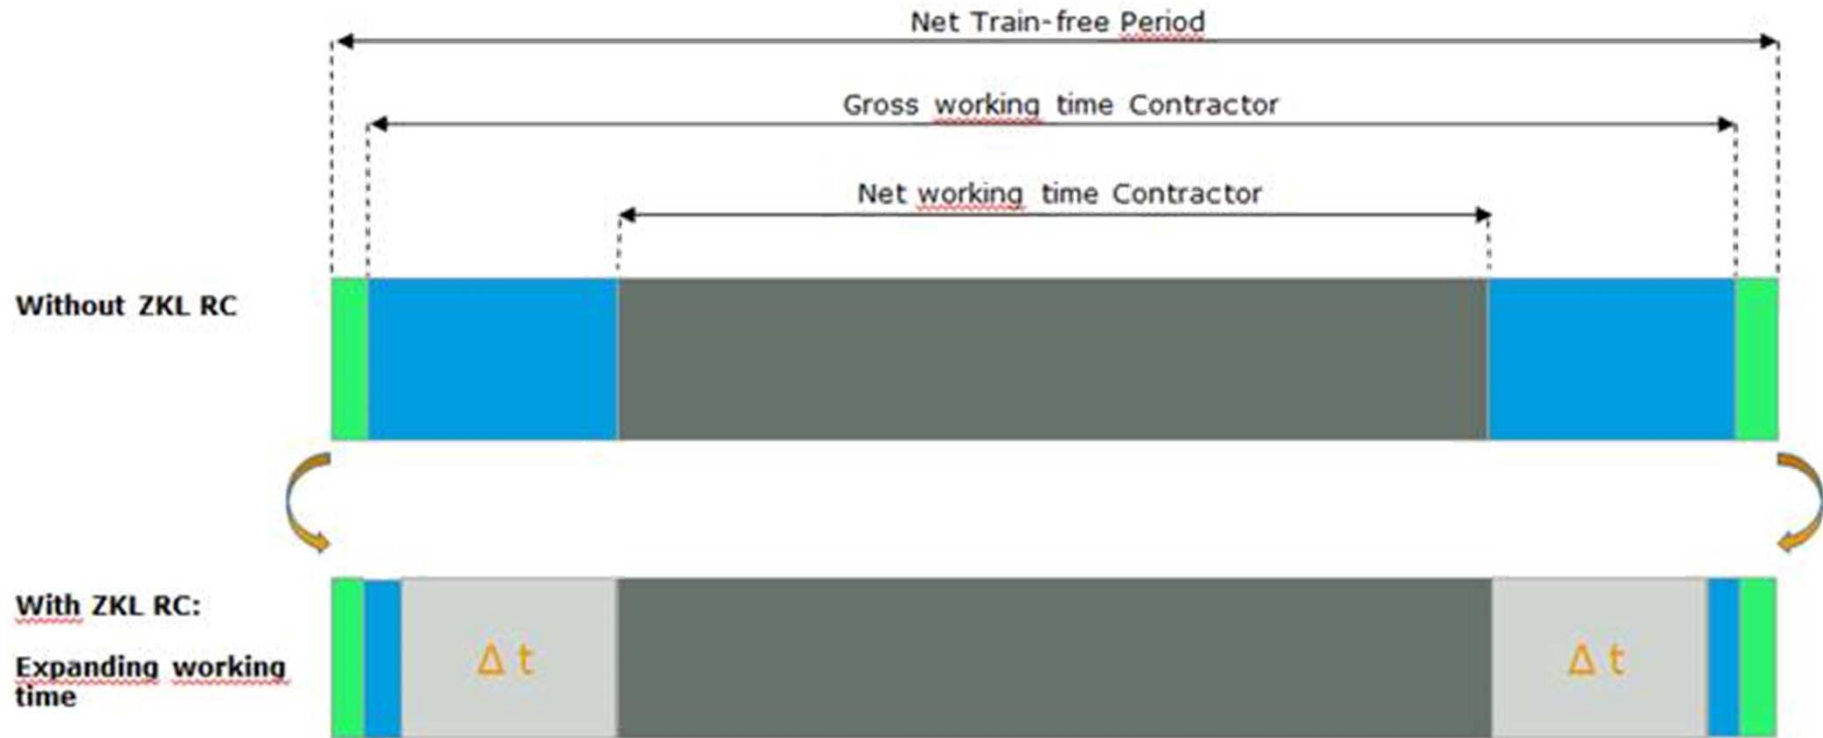 Net Train-free Period
Gross working time Contractor
Net working time Contractor
Without ZKL RC
With ZKL RC:
Δ t
Δ t
Expanding working
time